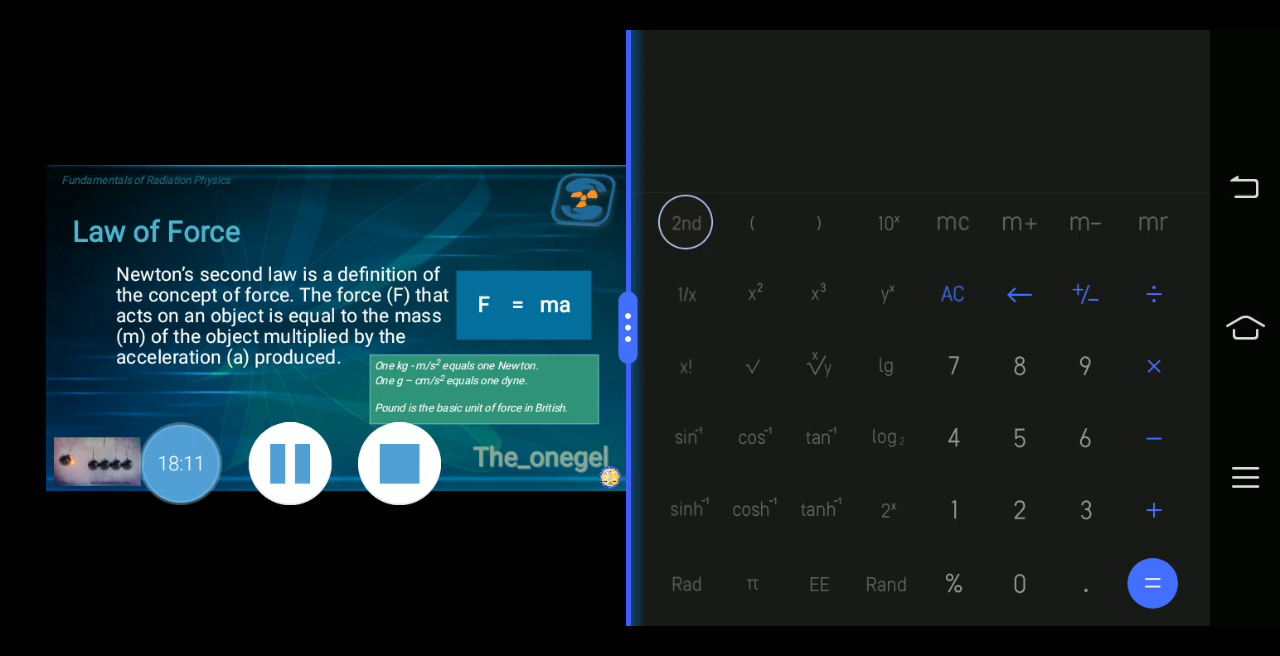 Fundamentals of Radiation Physics
Law of Force
Newton's second law is a definition of
the concept of force. The force (F) that
acts on an object is equal to the mass
(m) of the object multiplied by the
acceleration (a) produced.
F = ma
One kg - m/s² equals one Newton.
One g – cm/s² equals one dyne.
Pound is the basic unit of force in British.
18:11
The_onegel
2nd ( ) 10ˣ mc m+ m– mr
1/x x² x³ yˣ AC ← +/– ÷
x! √ ˣ√y lg 7 8 9 ×
sin⁻¹ cos⁻¹ tan⁻¹ log₂ 4 5 6 –
sinh⁻¹ cosh⁻¹ tanh⁻¹ 2ˣ 1 2 3 +
Rad π EE Rand % 0 . =